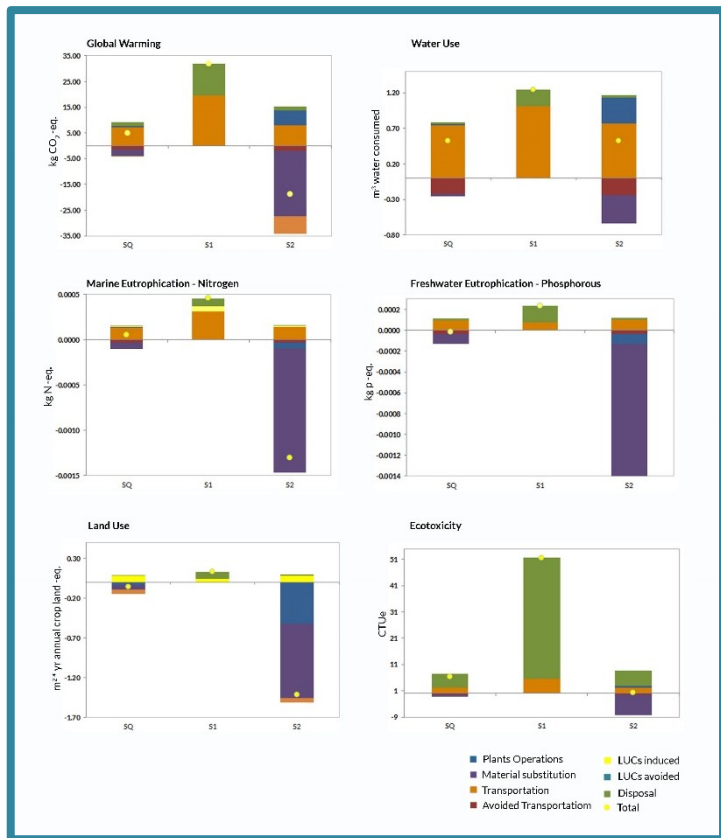 Global Warming
35.00
25.00
15.00
5.00
-5.00
-15.00
-25.00
-35.00
kg CO₂ -eq.
SQ S1 S2
Water Use
1.20
0.70
0.20
-0.30
-0.80
m³ water consumed
SQ S1 S2
Marine Eutrophication - Nitrogen
0.0005
0.0000
-0.0005
-0.0010
-0.0015
kg N -eq.
SQ S1 S2
Freshwater Eutrophication - Phosphorous
0.0002
0.0000
-0.0002
-0.0004
-0.0006
-0.0008
-0.0010
-0.0012
-0.0014
kg p -eq.
SQ S1 S2
Land Use
0.30
-0.20
-0.70
-1.20
-1.70
m² * yr annual crop land -eq.
SQ S1 S2
Ecotoxicity
51
41
31
21
11
1
-9
CTUe
SQ S1 S2
Plants Operations
Material substitution
Transportation
Avoided Transportatiom
LUCs induced
LUCs avoided
Disposal
Total